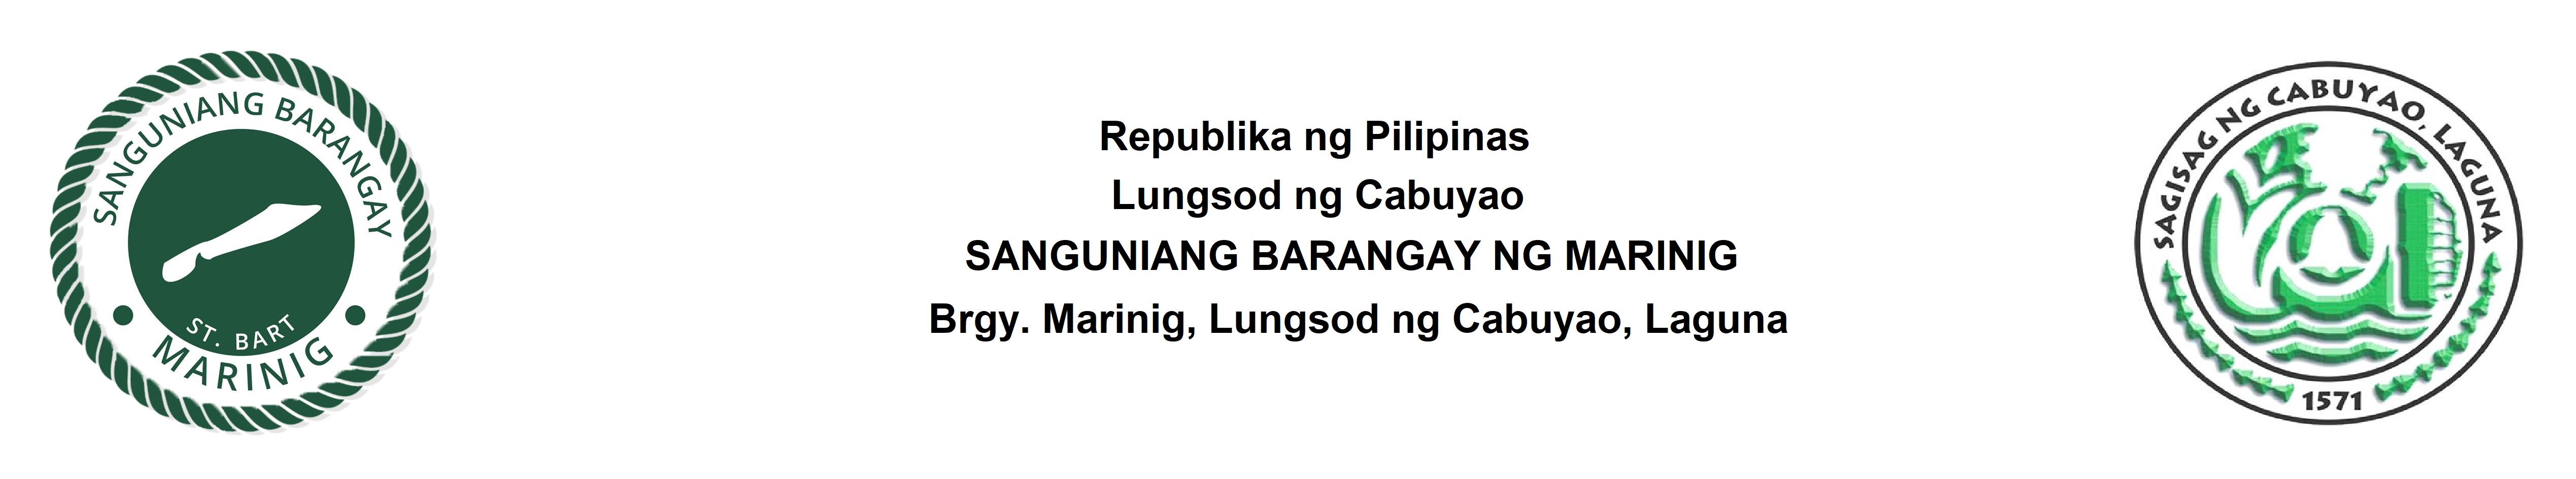 SANGUNIANG BARANGAY
ST. BART
MARINIG
Republika ng Pilipinas
Lungsod ng Cabuyao
SANGUNIANG BARANGAY NG MARINIG
Brgy. Marinig, Lungsod ng Cabuyao, Laguna
SAGISAG NG CABUYAO, LAGUNA
1571